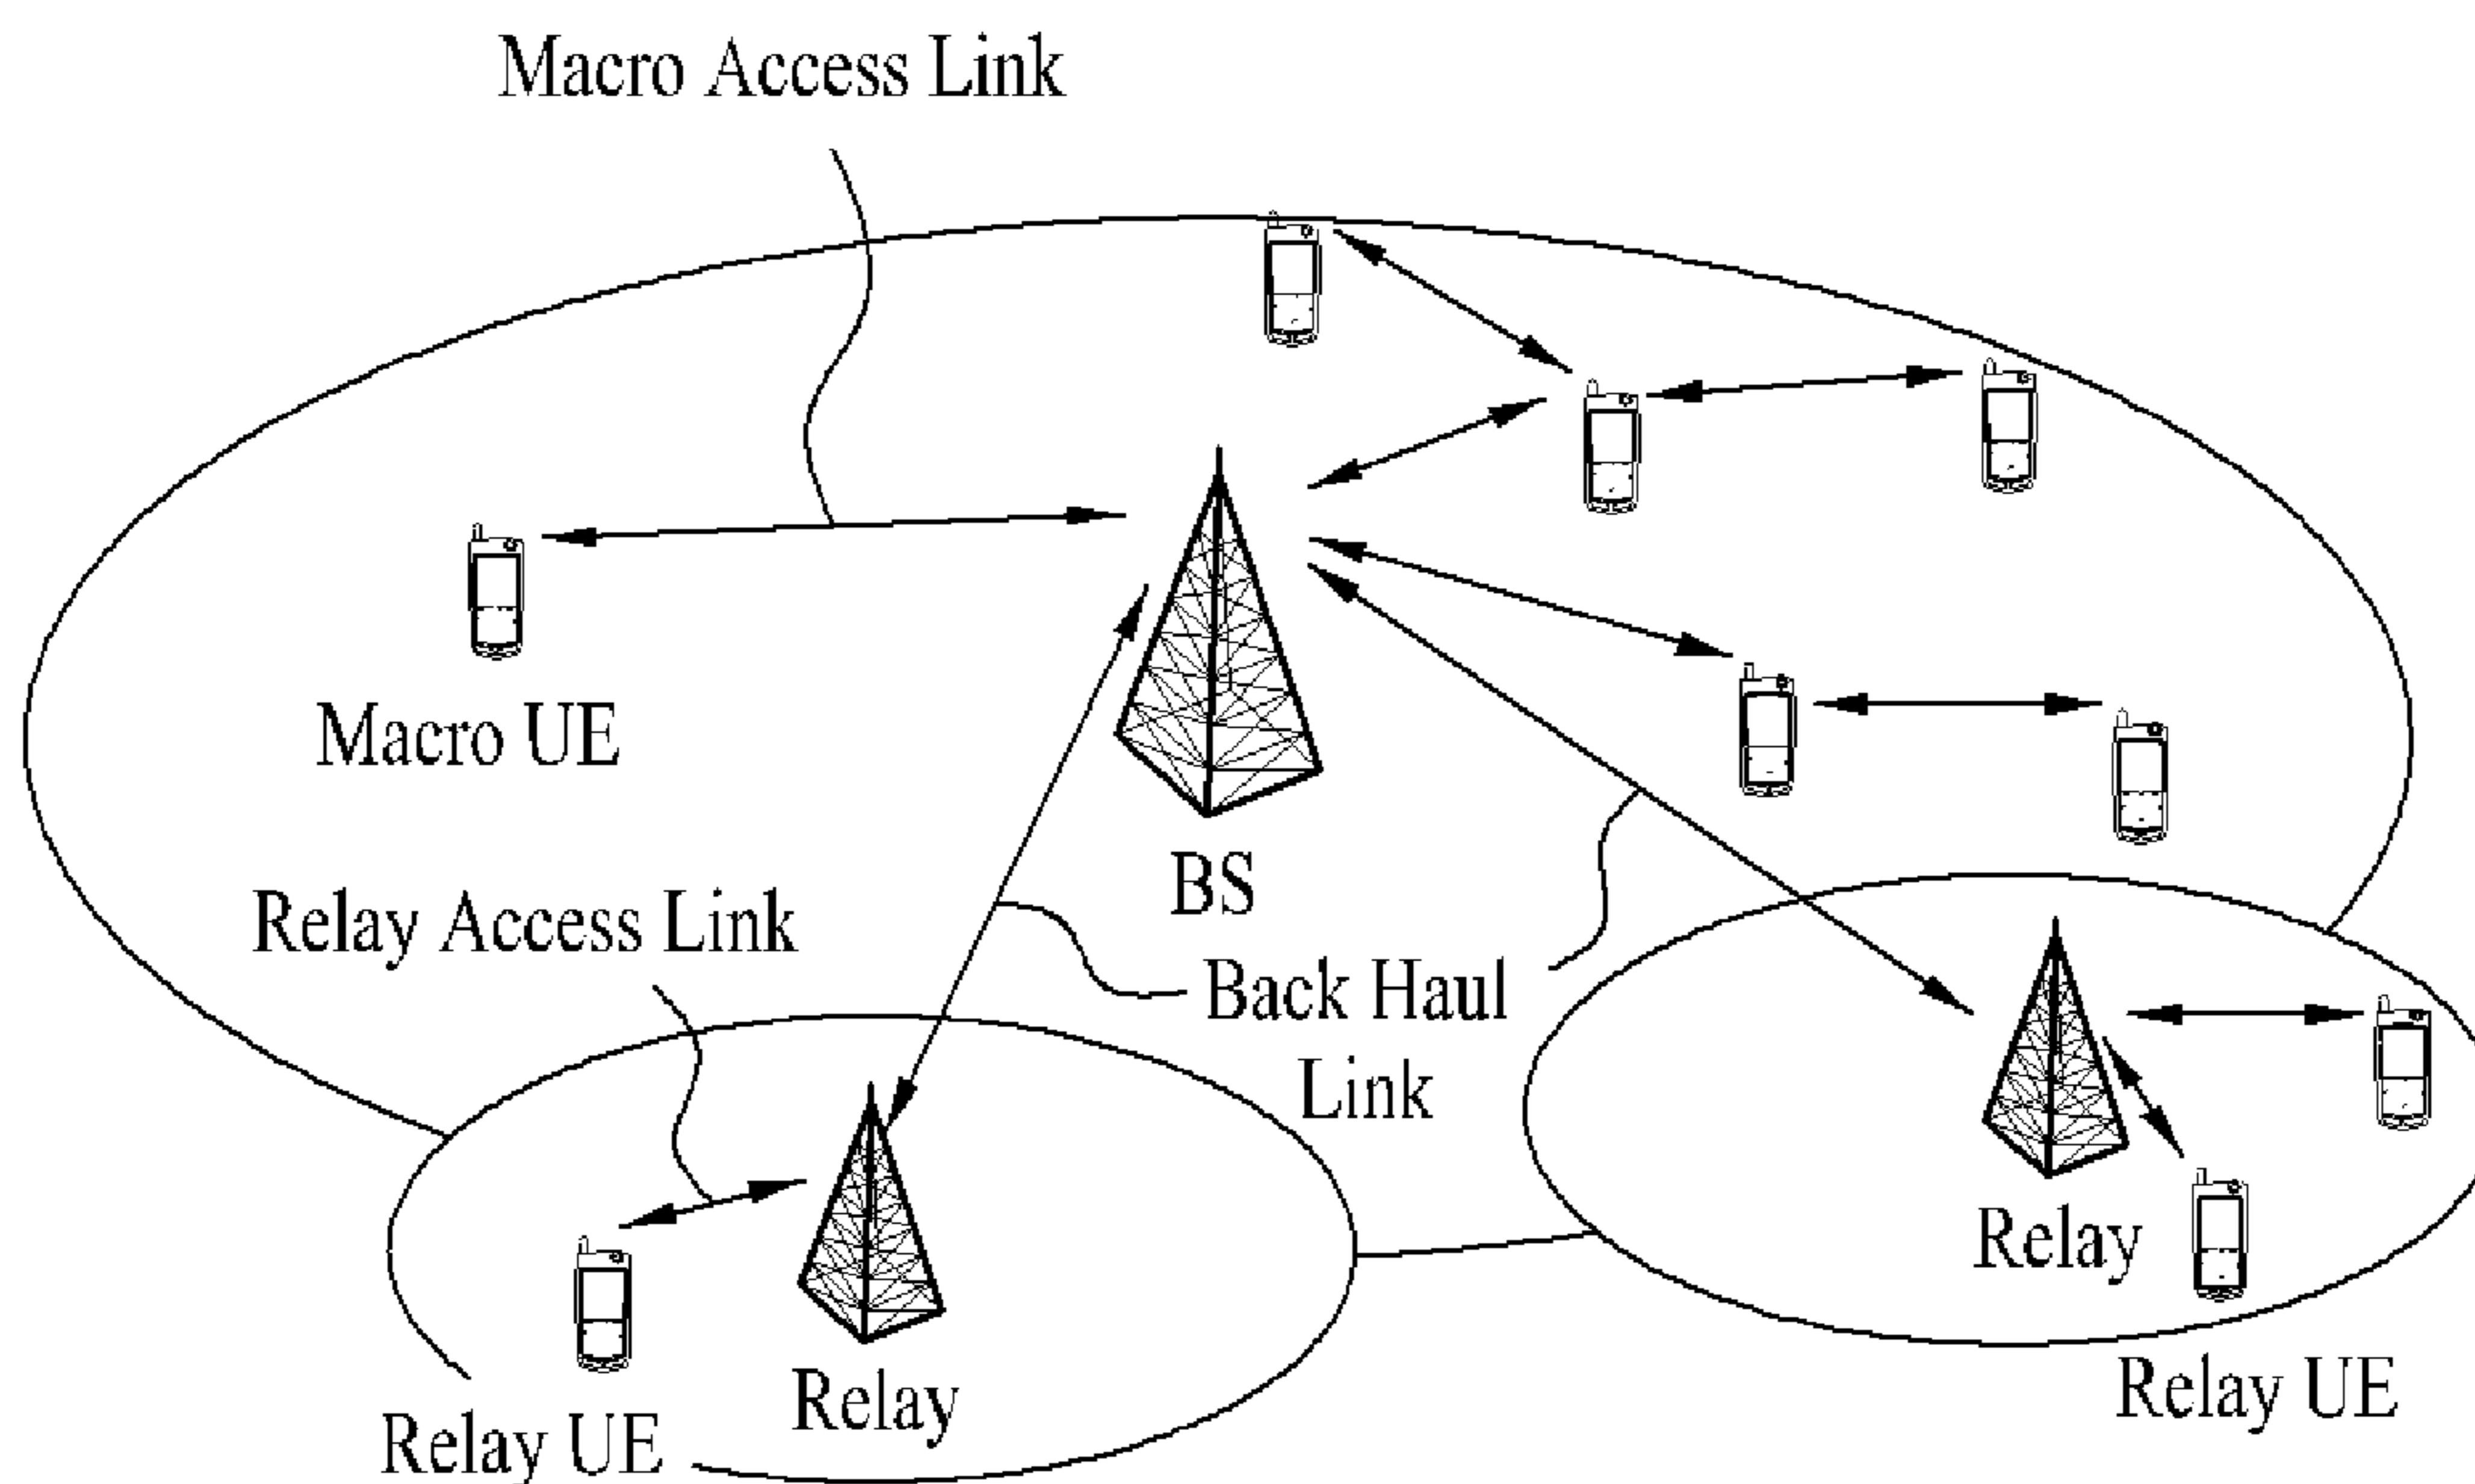 Macro Access Link
Macro UE
BS
Relay Access Link
Back Haul
Link
Relay
Relay UE
Relay
Relay UE